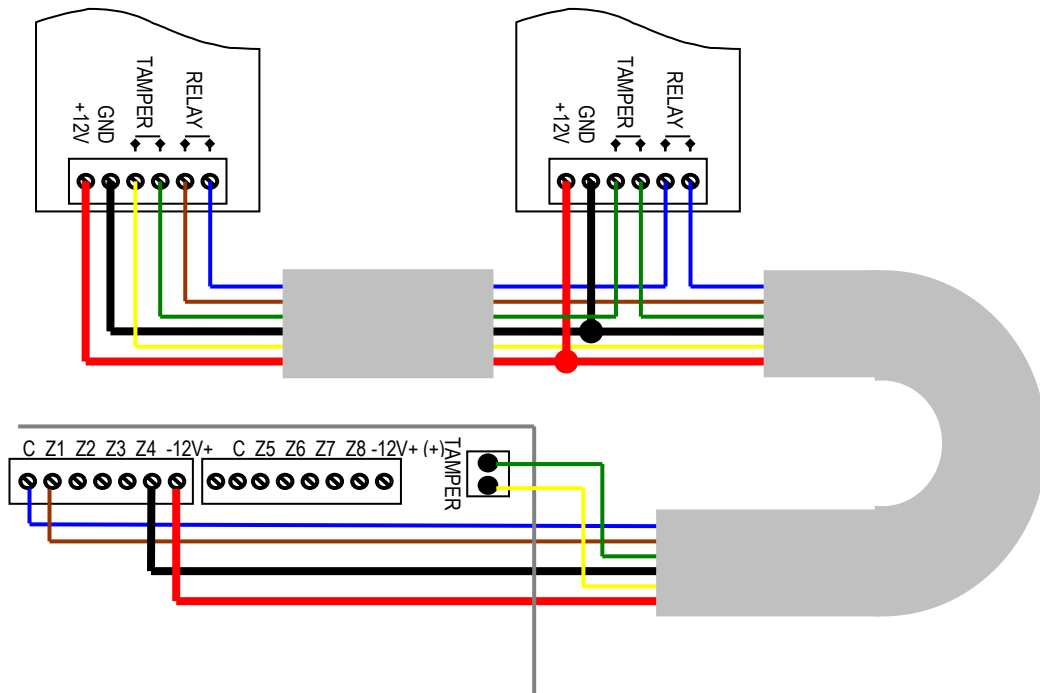 +12V
GND
TAMPER
RELAY
+12V
GND
TAMPER
RELAY
C Z1 Z2 Z3 Z4 -12V+
C Z5 Z6 Z7 Z8 -12V+ (+)
TAMPER